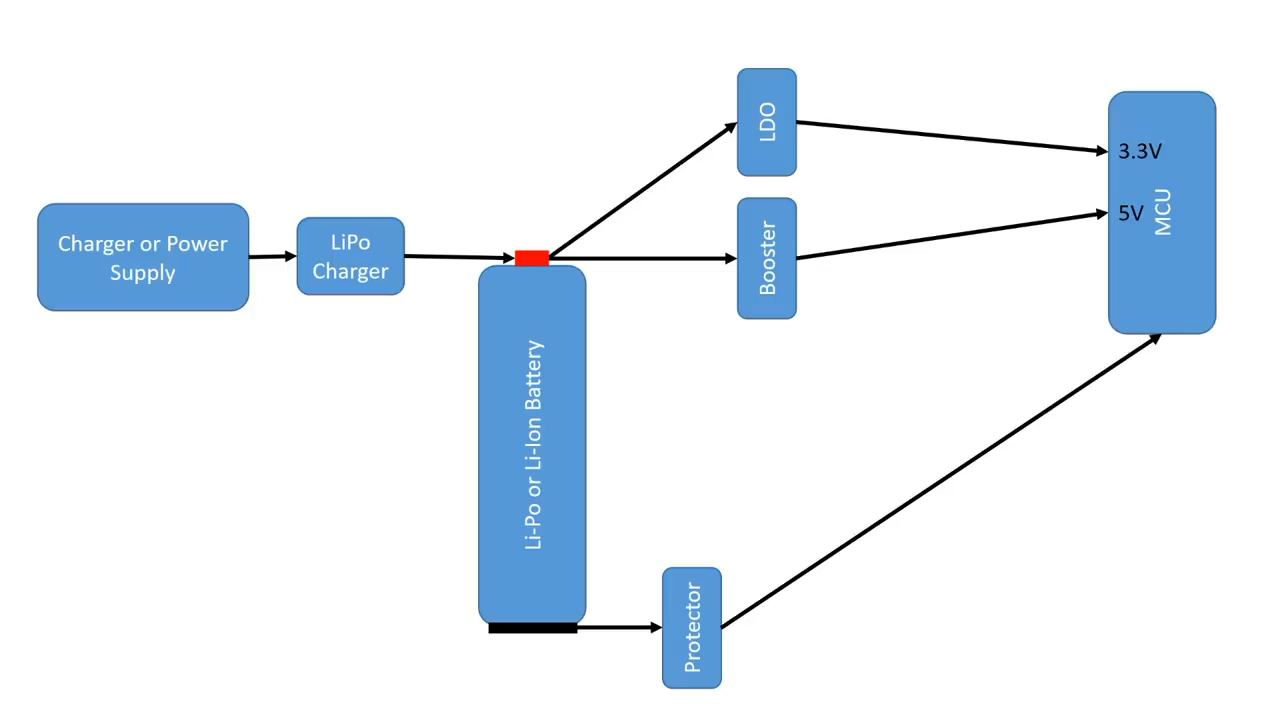 Charger or Power
Supply
LiPo
Charger
Li-Po or Li-Ion Battery
LDO
Booster
Protector
3.3V
5V
MCU